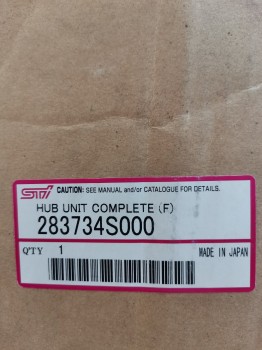 STI CAUTION: SEE MANUAL and/or CATALOGUE FOR DETAILS.
HUB UNIT COMPLETE (F)
283734S000
Q'TY 1 MADE IN JAPAN